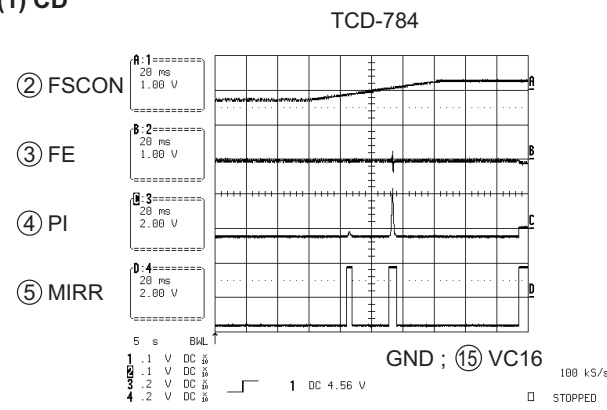 (1) CD
TCD-784
② FSCON
A:1
20 ms
1.00 V
A
③ FE
B:2
20 ms
1.00 V
B
④ PI
3
20 ms
2.00 V
C
⑤ MIRR
D:4
20 ms
2.00 V
D
5 s BWL
1 .1 V DC
2 .1 V DC
3 .2 V DC
4 .2 V DC
1 DC 4.56 V
GND ; ⑮ VC16
100 kS/s
STOPPED